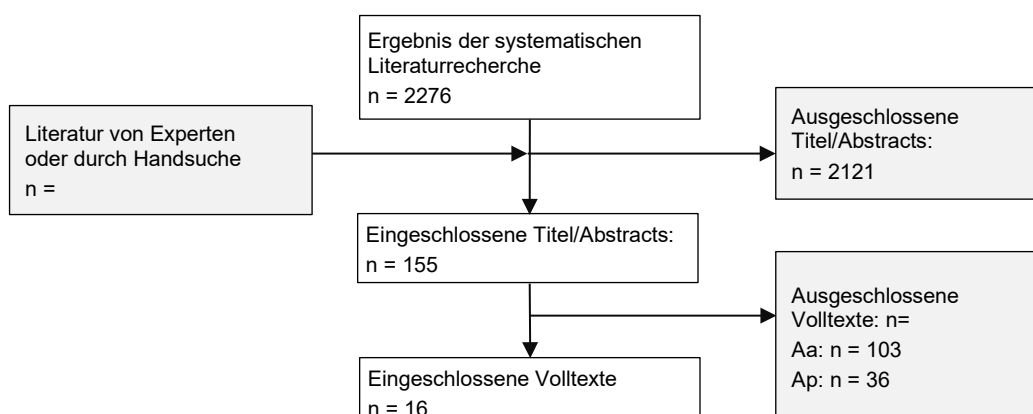 Ergebnis der systematischen
Literaturrecherche
n = 2276
Literatur von Experten
oder durch Handsuche
n =
Ausgeschlossene
Titel/Abstracts:
n = 2121
Eingeschlossene Titel/Abstracts:
n = 155
Ausgeschlossene
Volltexte: n=
Aa: n = 103
Ap: n = 36
Eingeschlossene Volltexte
n = 16